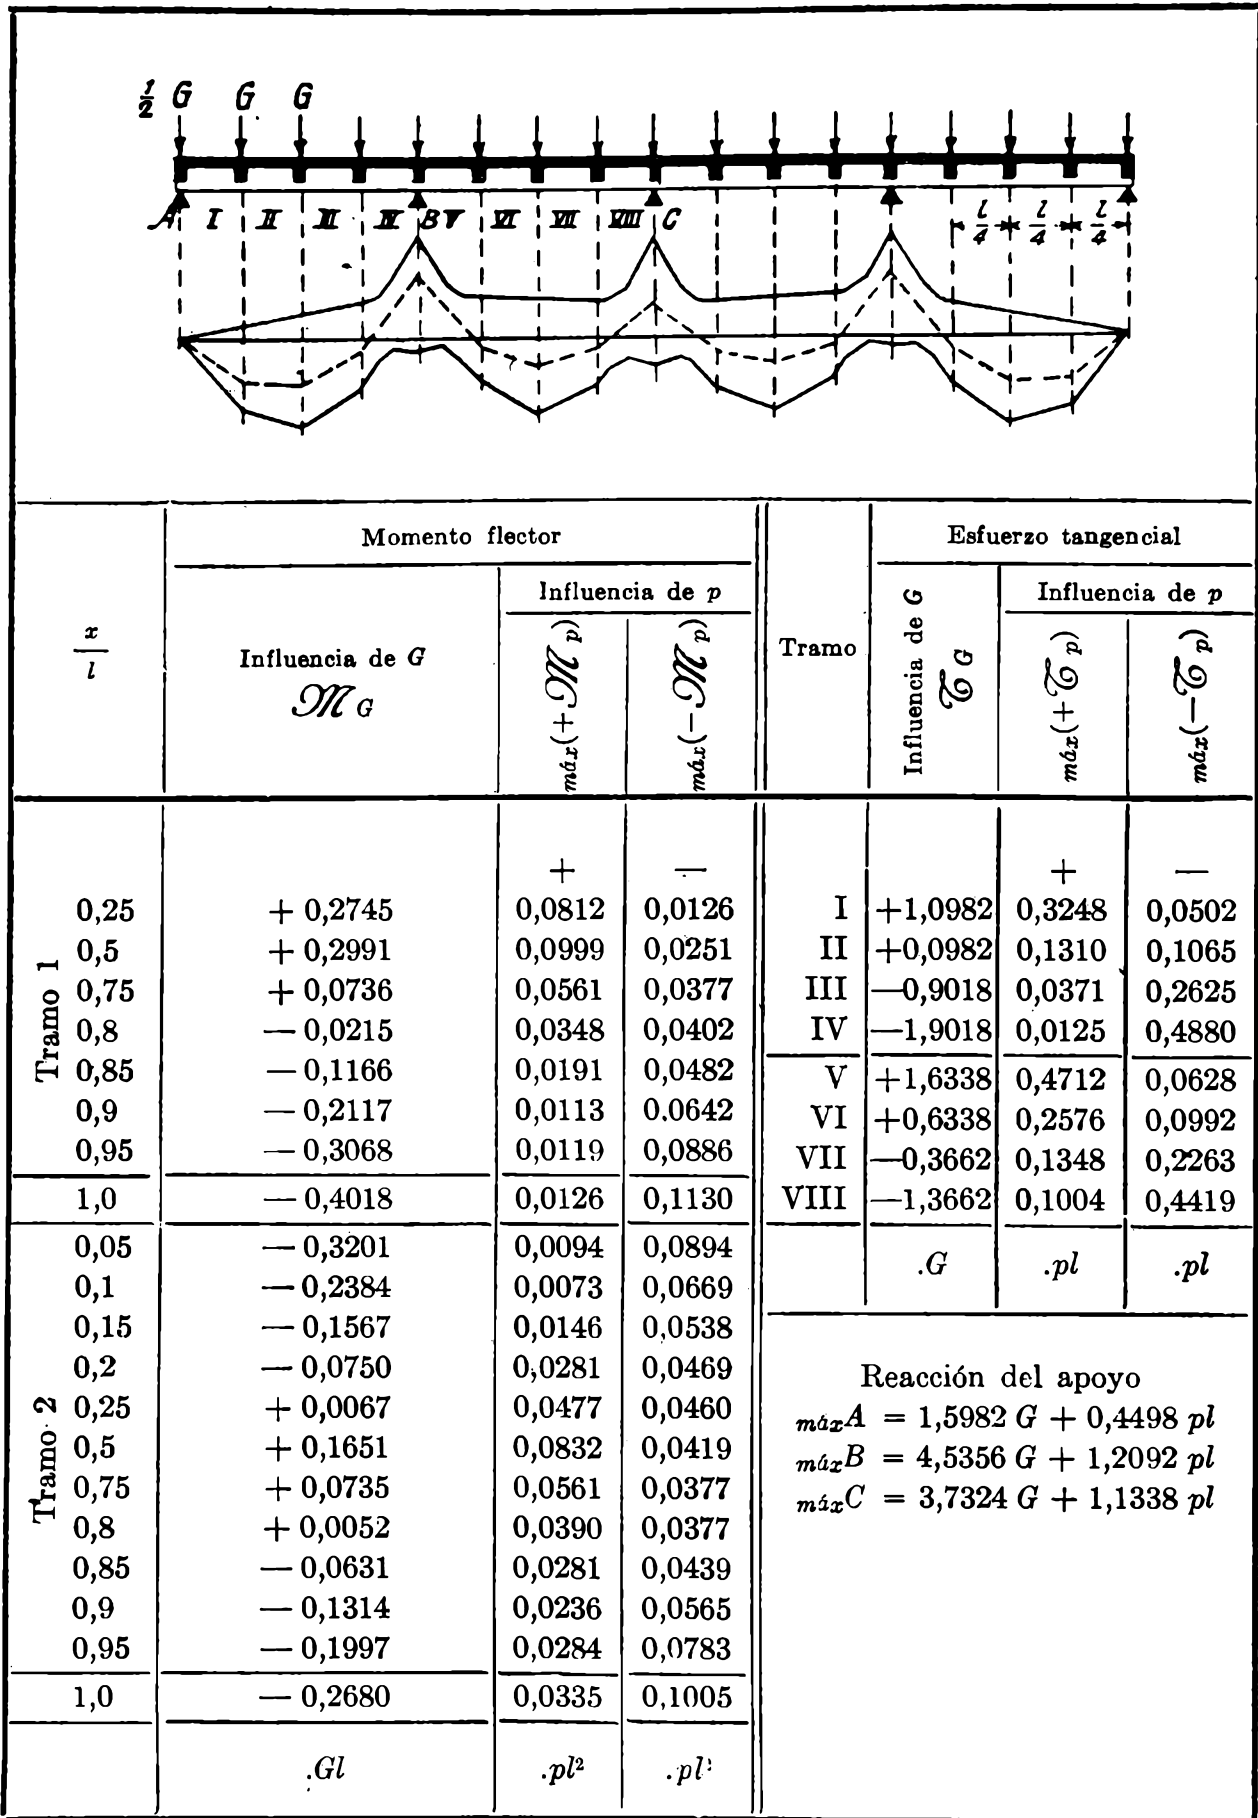 ½ G G G
A I II III IV B V VI VII VIII C l/4 l/4 l/4
x/l
Momento flector
Influencia de G
ℳ G
Influencia de p
máx(+ℳ p)
máx(−ℳ p)
Tramo
Esfuerzo tangencial
Influencia de G
𝒬 G
Influencia de p
máx(+𝒬 p)
máx(−𝒬 p)
+ — + —
Tramo 1
0,25 + 0,2745 0,0812 0,0126 I +1,0982 0,3248 0,0502
0,5 + 0,2991 0,0999 0,0251 II +0,0982 0,1310 0,1065
0,75 + 0,0736 0,0561 0,0377 III —0,9018 0,0371 0,2625
0,8 — 0,0215 0,0348 0,0402 IV —1,9018 0,0125 0,4880
0,85 — 0,1166 0,0191 0,0482 V +1,6338 0,4712 0,0628
0,9 — 0,2117 0,0113 0.0642 VI +0,6338 0,2576 0,0992
0,95 — 0,3068 0,0119 0,0886 VII —0,3662 0,1348 0,2263
1,0 — 0,4018 0,0126 0,1130 VIII —1,3662 0,1004 0,4419
.G .pl .pl
Tramo 2
0,05 — 0,3201 0,0094 0,0894
0,1 — 0,2384 0,0073 0,0669
0,15 — 0,1567 0,0146 0,0538
0,2 — 0,0750 0,0281 0,0469
0,25 + 0,0067 0,0477 0,0460
0,5 + 0,1651 0,0832 0,0419
0,75 + 0,0735 0,0561 0,0377
0,8 + 0,0052 0,0390 0,0377
0,85 — 0,0631 0,0281 0,0439
0,9 — 0,1314 0,0236 0,0565
0,95 — 0,1997 0,0284 0,0783
1,0 — 0,2680 0,0335 0,1005
.Gl .pl² .pl²
Reacción del apoyo
máxA = 1,5982 G + 0,4498 pl
máxB = 4,5356 G + 1,2092 pl
máxC = 3,7324 G + 1,1338 pl